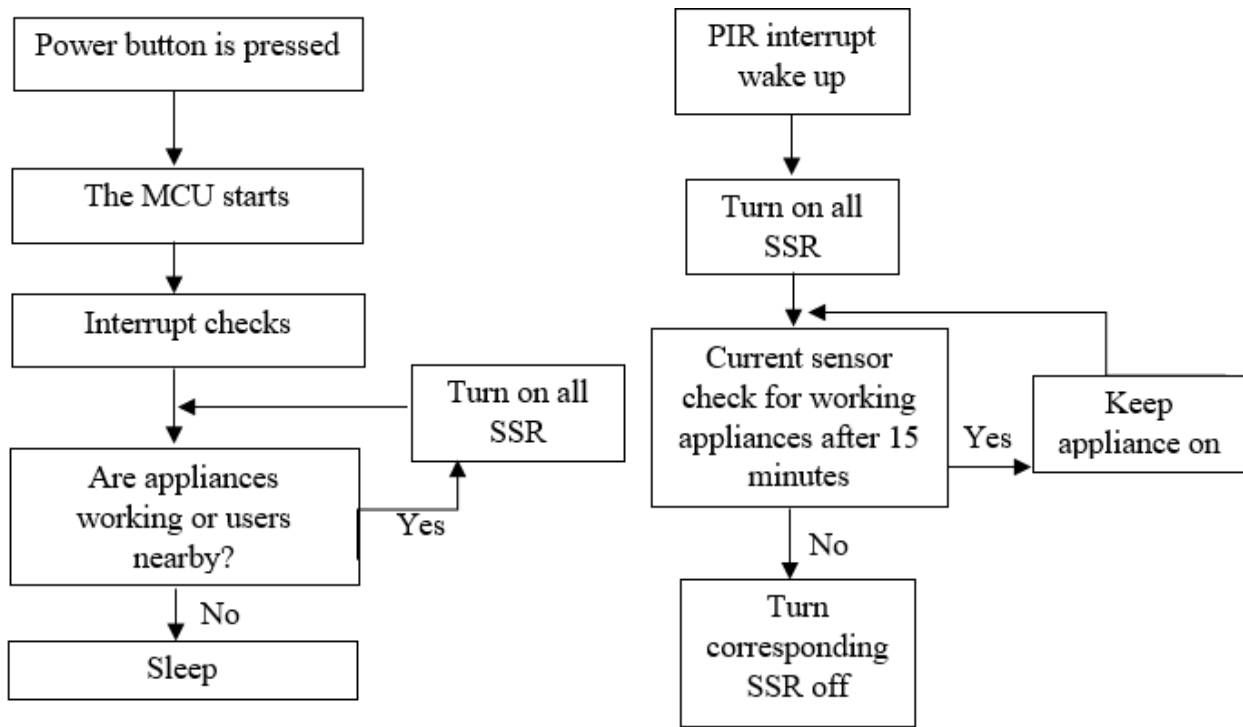 Power button is pressed
The MCU starts
Interrupt checks
Turn on all
SSR
Are appliances
working or users
nearby?
Yes
No
Sleep
PIR interrupt
wake up
Turn on all
SSR
Current sensor
check for working
appliances after 15
minutes
Yes
Keep
appliance on
No
Turn
corresponding
SSR off